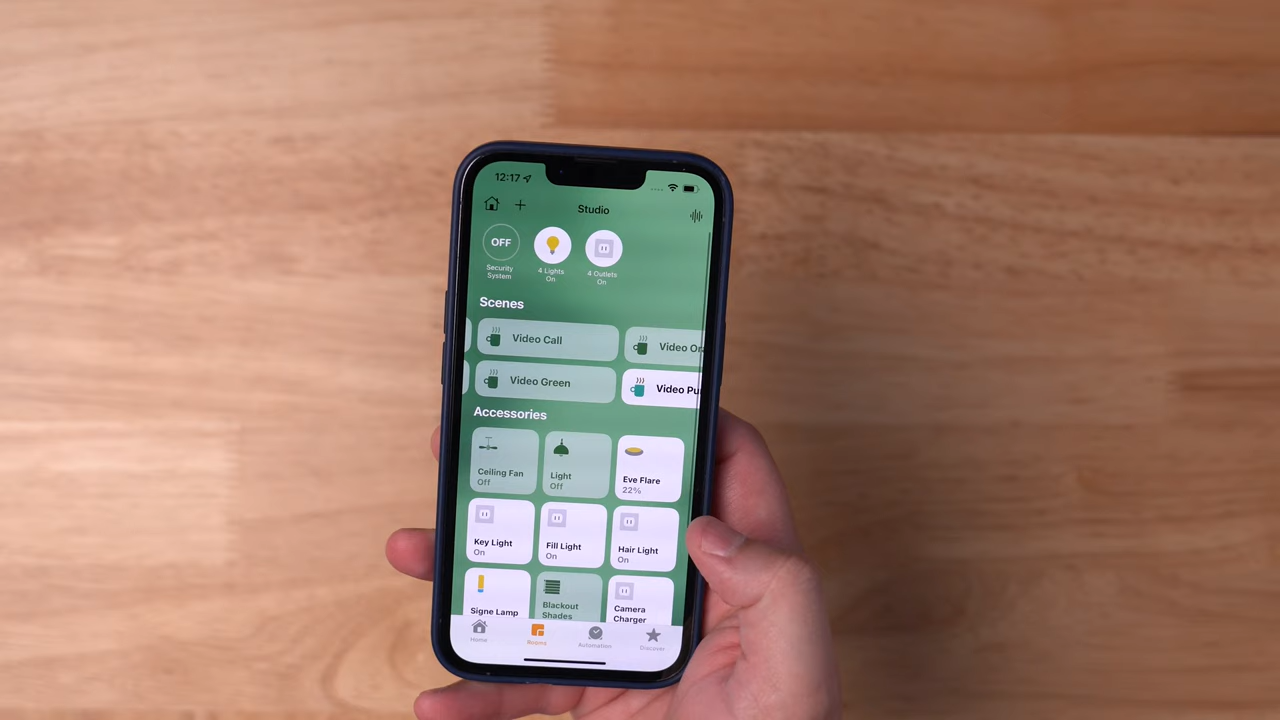 12:17
Studio
OFF
Security
System
4 Lights
On
4 Outlets
On
Scenes
Video Call
Video Or
Video Green
Video Pu
Accessories
Ceiling Fan
Off
Light
Off
Eve Flare
22%
Key Light
On
Fill Light
On
Hair Light
On
Signe Lamp
Blackout
Shades
Camera
Charger
Home
Rooms
Automation
Discover